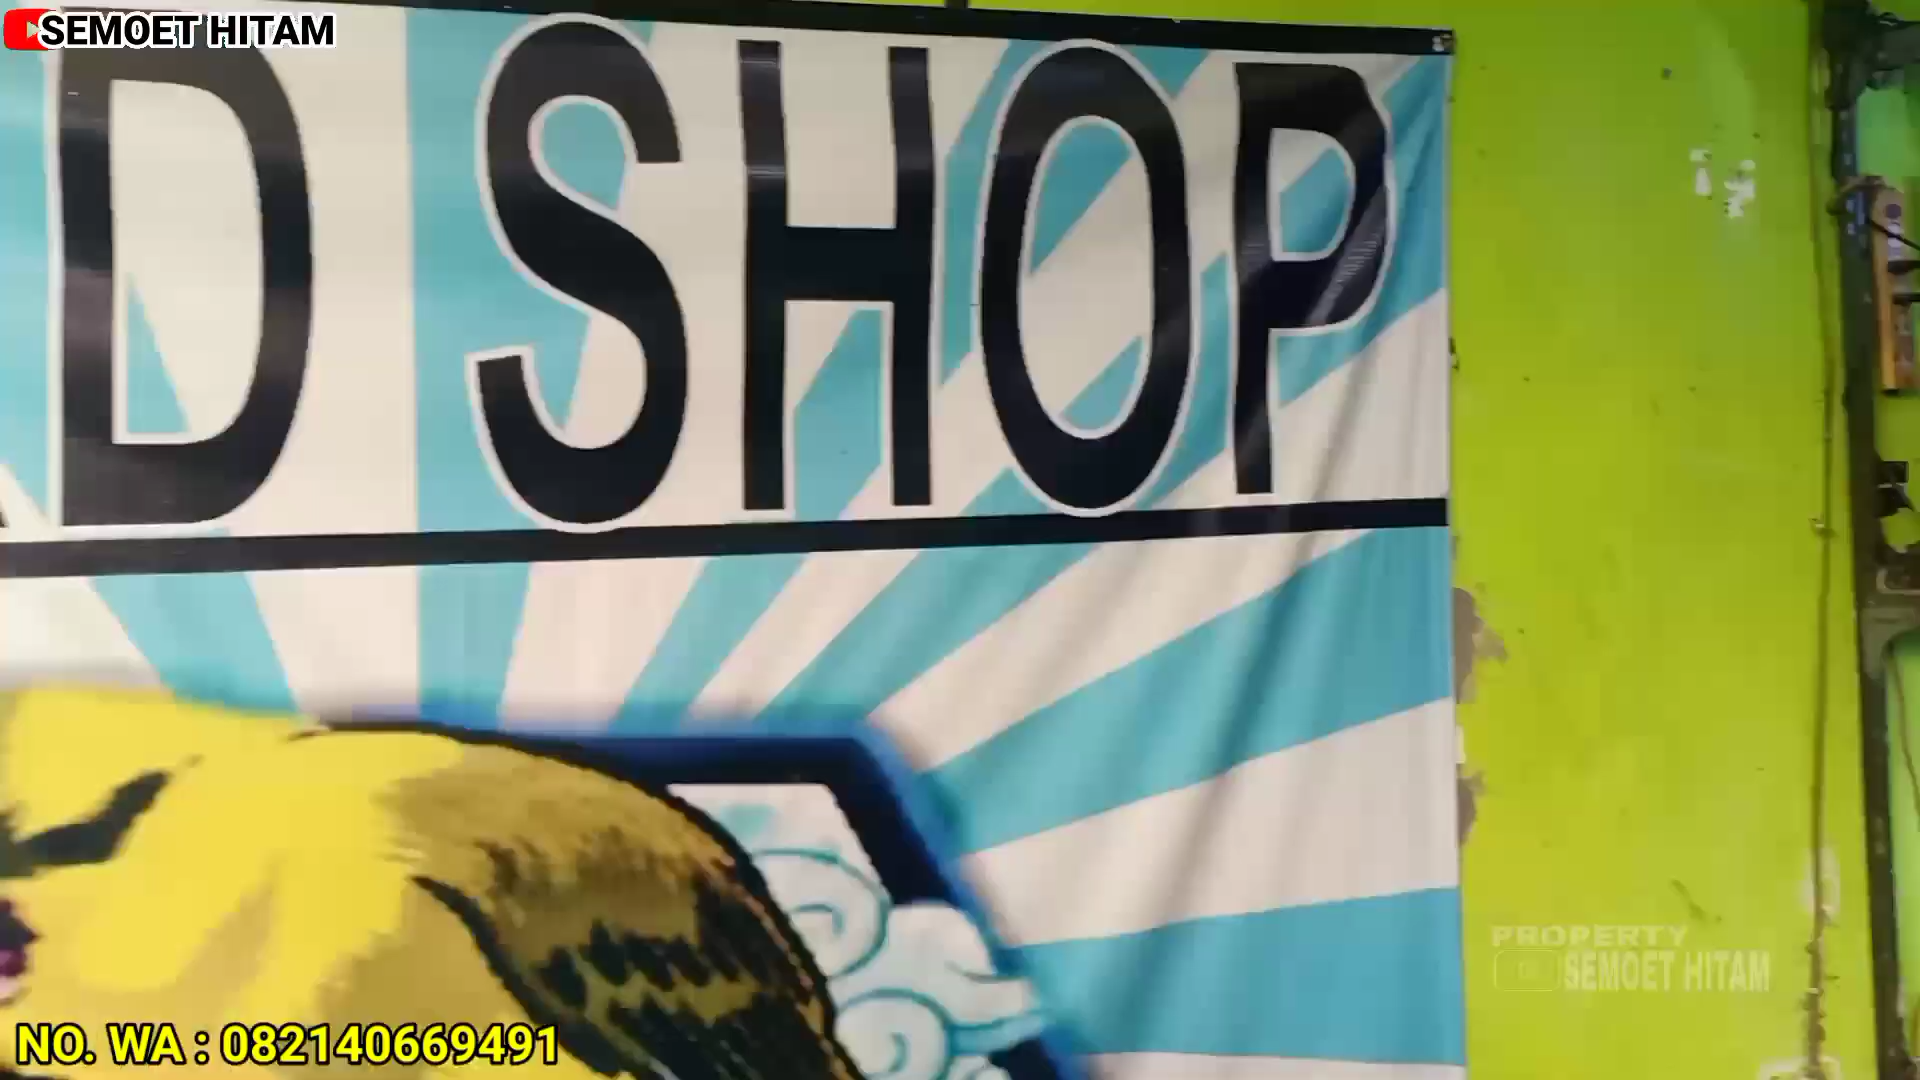 SEMOET HITAM
D SHOP
PROPERTY
SEMOET HITAM
NO. WA : 082140669491